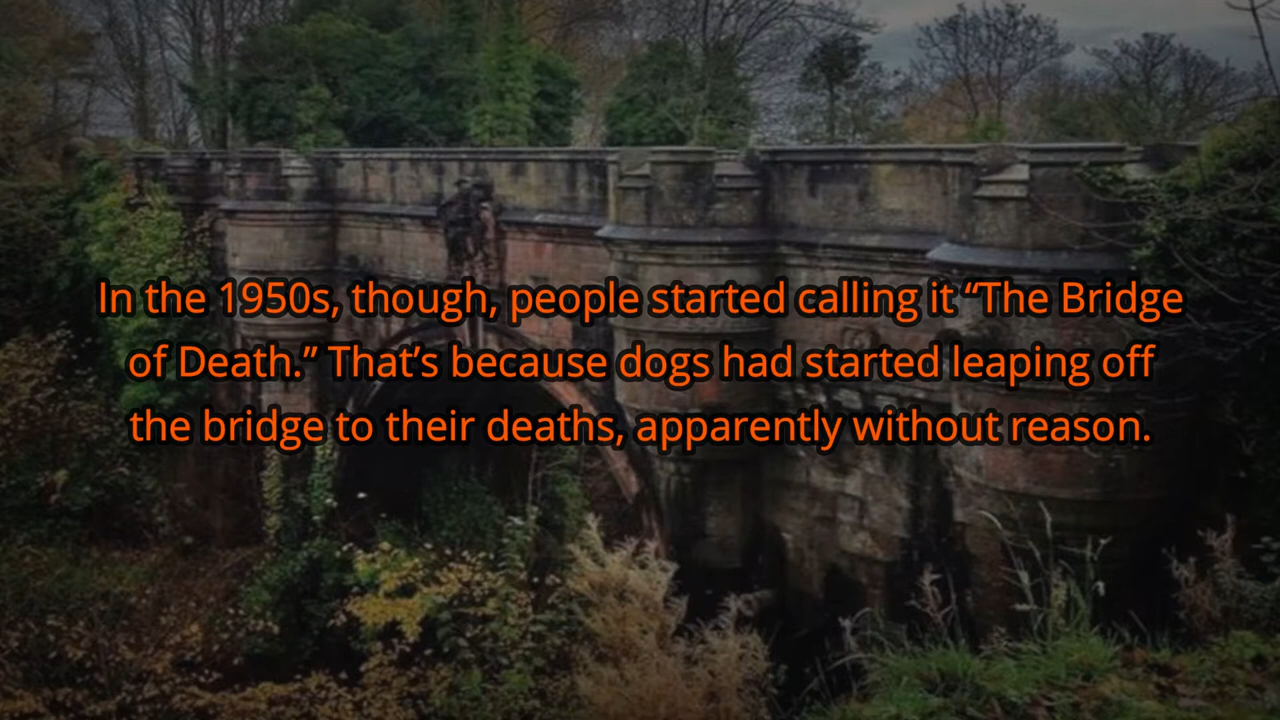 In the 1950s, though, people started calling it “The Bridge
of Death.” That’s because dogs had started leaping off
the bridge to their deaths, apparently without reason.